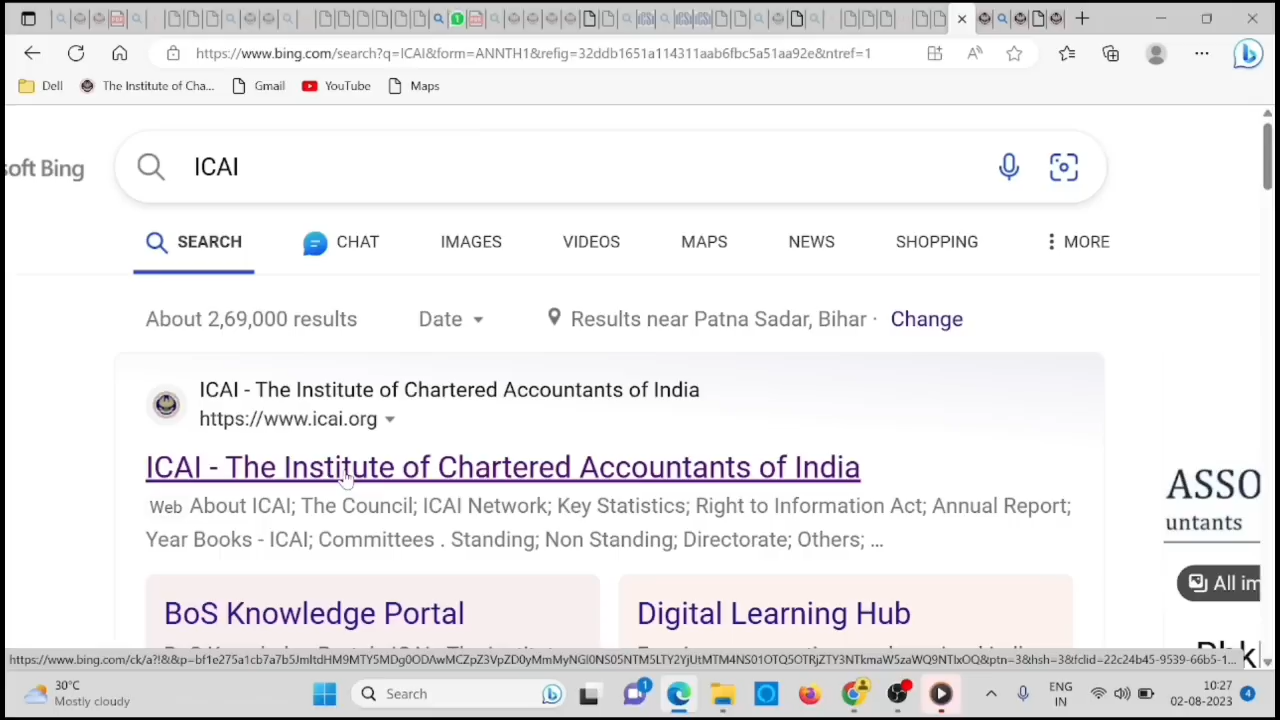 https://www.bing.com/search?q=ICAI&form=ANNTH1&refig=32ddb1651a114311aab6fbc5a51aa92e&ntref=1
Dell
The Institute of Cha...
Gmail
YouTube
Maps
soft Bing
ICAI
SEARCH
CHAT
IMAGES
VIDEOS
MAPS
NEWS
SHOPPING
MORE
About 2,69,000 results
Date
Results near Patna Sadar, Bihar ·
Change
ICAI - The Institute of Chartered Accountants of India
https://www.icai.org
ICAI - The Institute of Chartered Accountants of India
Web About ICAI; The Council; ICAI Network; Key Statistics; Right to Information Act; Annual Report;
Year Books - ICAI; Committees . Standing; Non Standing; Directorate; Others; ...
ASSO
untants
All im
BoS Knowledge Portal
Digital Learning Hub
30°C
Mostly cloudy
Search
1
ENG
IN
10:27
02-08-2023
4